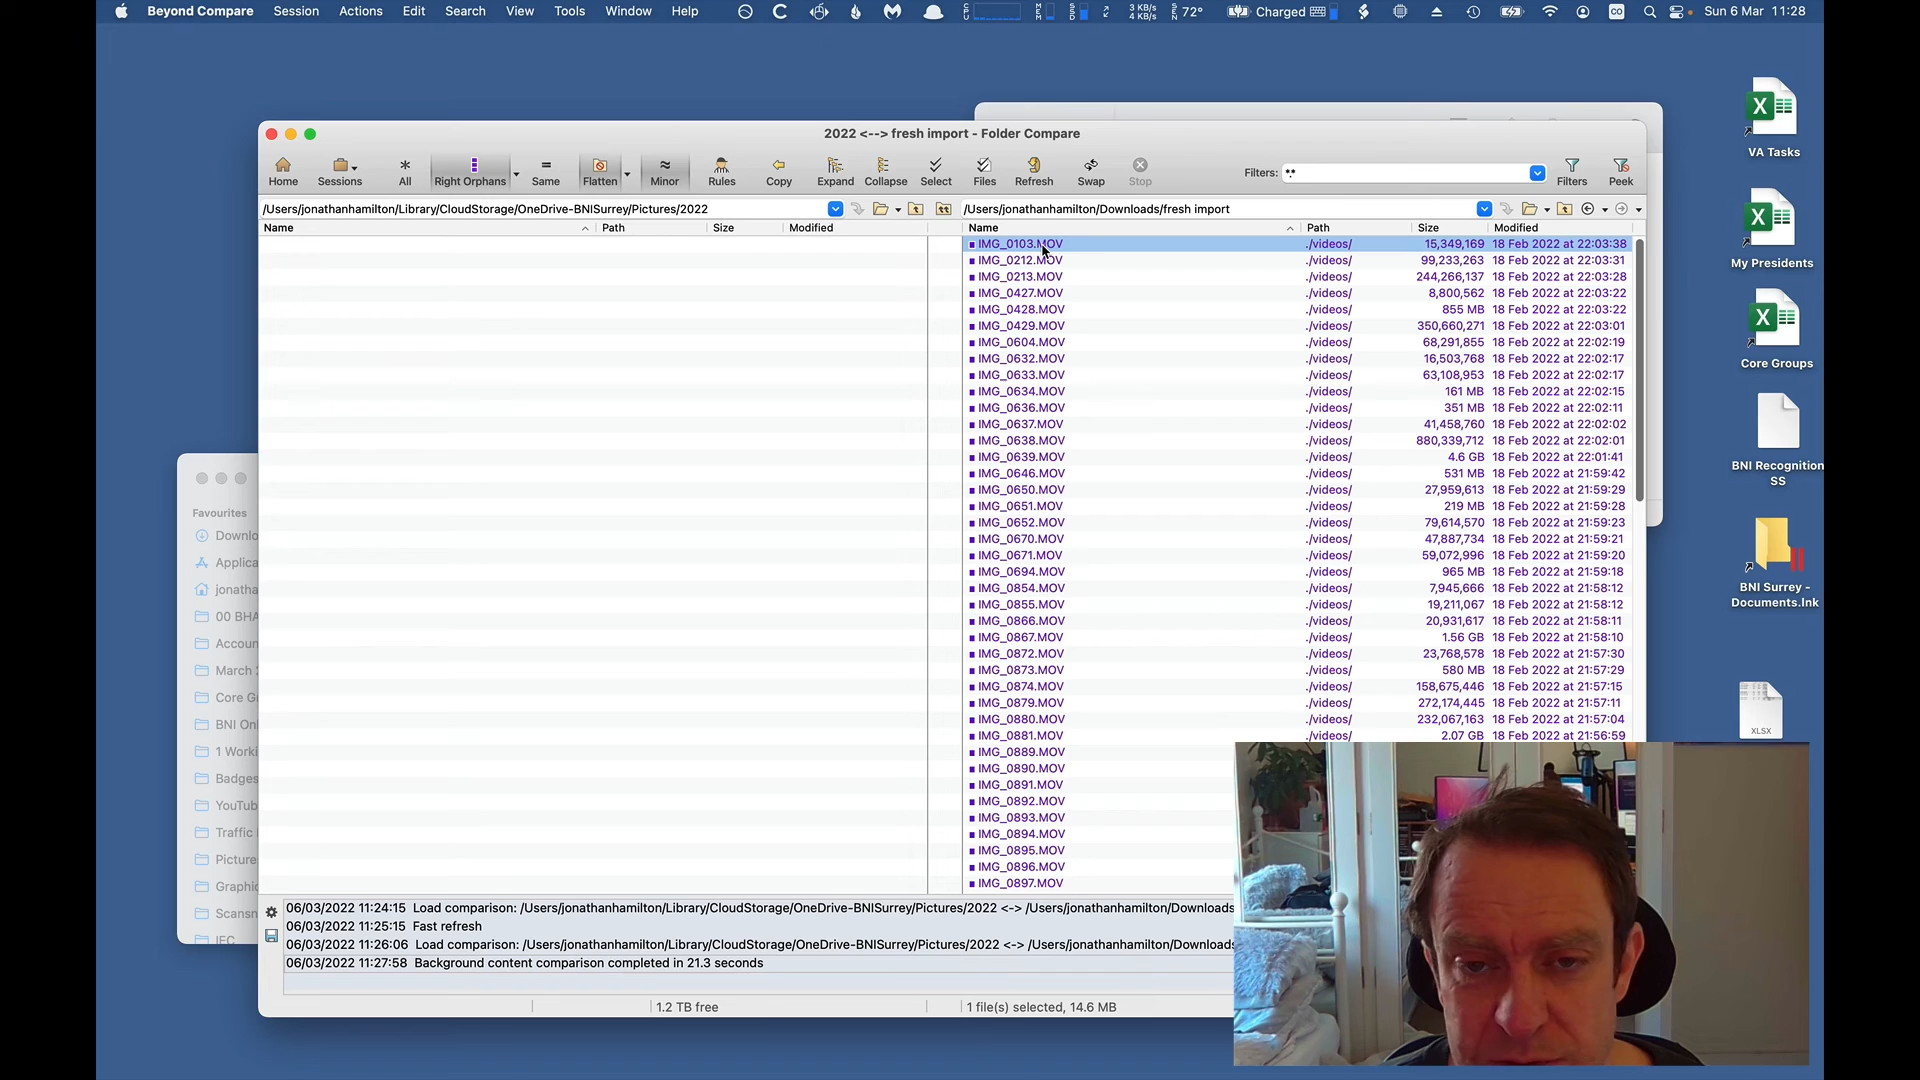 Beyond Compare Session Actions Edit Search View Tools Window Help 3 KB/s 4 KB/s 72° Charged Sun 6 Mar 11:28
2022 <--> fresh import - Folder Compare
Home Sessions All Right Orphans Same Flatten Minor Rules Copy Expand Collapse Select Files Refresh Swap Stop Filters: *.* Filters Peek
/Users/jonathanhamilton/Library/CloudStorage/OneDrive-BNISurrey/Pictures/2022 /Users/jonathanhamilton/Downloads/fresh import
Name Path Size Modified Name Path Size Modified
IMG_0103.MOV ./videos/ 15,349,169 18 Feb 2022 at 22:03:38
IMG_0212.MOV ./videos/ 99,233,263 18 Feb 2022 at 22:03:31
IMG_0213.MOV ./videos/ 244,266,137 18 Feb 2022 at 22:03:28
IMG_0427.MOV ./videos/ 8,800,562 18 Feb 2022 at 22:03:22
IMG_0428.MOV ./videos/ 855 MB 18 Feb 2022 at 22:03:22
IMG_0429.MOV ./videos/ 350,660,271 18 Feb 2022 at 22:03:01
IMG_0604.MOV ./videos/ 68,291,855 18 Feb 2022 at 22:02:19
IMG_0632.MOV ./videos/ 16,503,768 18 Feb 2022 at 22:02:17
IMG_0633.MOV ./videos/ 63,108,953 18 Feb 2022 at 22:02:17
IMG_0634.MOV ./videos/ 161 MB 18 Feb 2022 at 22:02:15
IMG_0636.MOV ./videos/ 351 MB 18 Feb 2022 at 22:02:11
IMG_0637.MOV ./videos/ 41,458,760 18 Feb 2022 at 22:02:02
IMG_0638.MOV ./videos/ 880,339,712 18 Feb 2022 at 22:02:01
IMG_0639.MOV ./videos/ 4.6 GB 18 Feb 2022 at 22:01:41
IMG_0646.MOV ./videos/ 531 MB 18 Feb 2022 at 21:59:42
IMG_0650.MOV ./videos/ 27,959,613 18 Feb 2022 at 21:59:29
IMG_0651.MOV ./videos/ 219 MB 18 Feb 2022 at 21:59:28
IMG_0652.MOV ./videos/ 79,614,570 18 Feb 2022 at 21:59:23
IMG_0670.MOV ./videos/ 47,887,734 18 Feb 2022 at 21:59:21
IMG_0671.MOV ./videos/ 59,072,996 18 Feb 2022 at 21:59:20
IMG_0694.MOV ./videos/ 965 MB 18 Feb 2022 at 21:59:18
IMG_0854.MOV ./videos/ 7,945,666 18 Feb 2022 at 21:58:12
IMG_0855.MOV ./videos/ 19,211,067 18 Feb 2022 at 21:58:12
IMG_0866.MOV ./videos/ 20,931,617 18 Feb 2022 at 21:58:11
IMG_0867.MOV ./videos/ 1.56 GB 18 Feb 2022 at 21:58:10
IMG_0872.MOV ./videos/ 23,768,578 18 Feb 2022 at 21:57:30
IMG_0873.MOV ./videos/ 580 MB 18 Feb 2022 at 21:57:29
IMG_0874.MOV ./videos/ 158,675,446 18 Feb 2022 at 21:57:15
IMG_0879.MOV ./videos/ 272,174,445 18 Feb 2022 at 21:57:11
IMG_0880.MOV ./videos/ 232,067,163 18 Feb 2022 at 21:57:04
IMG_0881.MOV ./videos/ 2.07 GB 18 Feb 2022 at 21:56:59
IMG_0889.MOV
IMG_0890.MOV
IMG_0891.MOV
IMG_0892.MOV
IMG_0893.MOV
IMG_0894.MOV
IMG_0895.MOV
IMG_0896.MOV
IMG_0897.MOV
06/03/2022 11:24:15 Load comparison: /Users/jonathanhamilton/Library/CloudStorage/OneDrive-BNISurrey/Pictures/2022 <-> /Users/jonathanhamilton/Downloads
06/03/2022 11:25:15 Fast refresh
06/03/2022 11:26:06 Load comparison: /Users/jonathanhamilton/Library/CloudStorage/OneDrive-BNISurrey/Pictures/2022 <-> /Users/jonathanhamilton/Downloads
06/03/2022 11:27:58 Background content comparison completed in 21.3 seconds
1.2 TB free 1 file(s) selected, 14.6 MB
Favourites
Downlo
Applica
jonatha
00 BHA
Accoun
March 2
Core Gr
BNI Onl
1 Worki
Badges
YouTub
Traffic
Picture
Graphic
Scansn
IEC
VA Tasks
My Presidents
Core Groups
BNI Recognition
SS
BNI Surrey -
Documents.lnk
XLSX